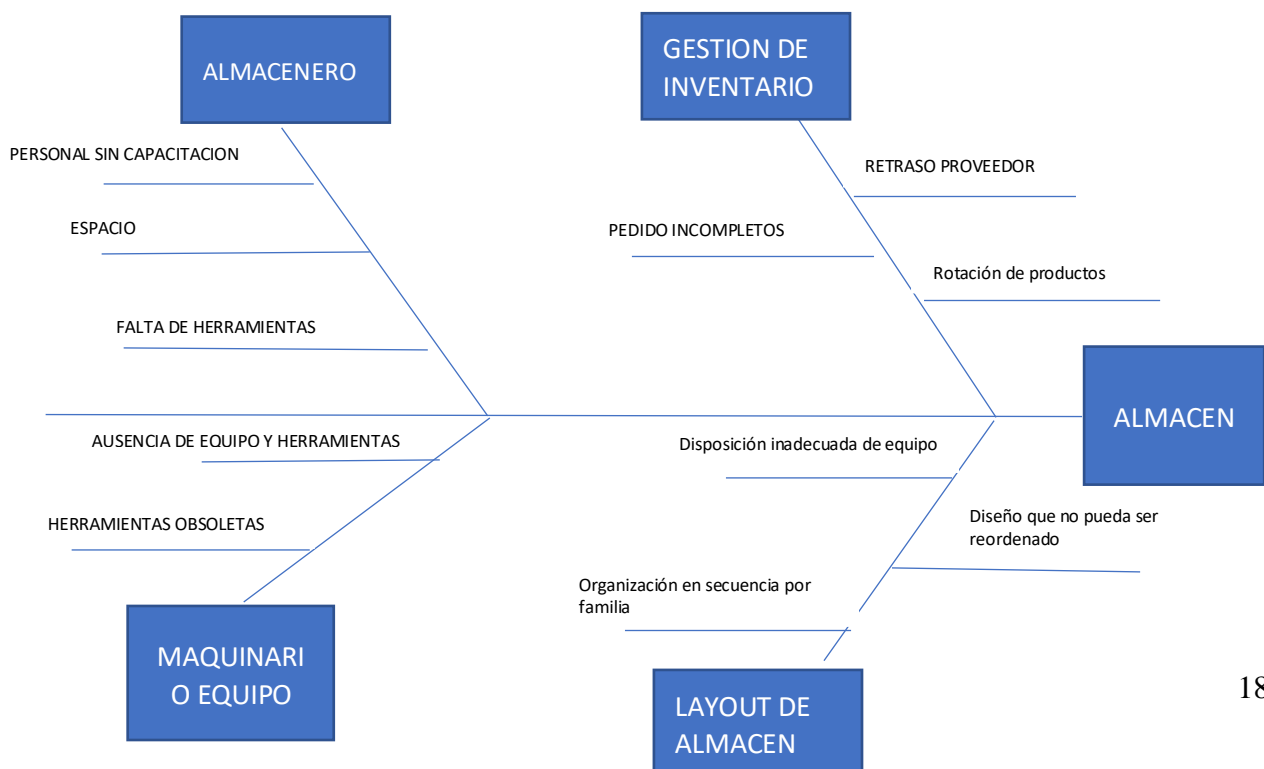 ALMACENERO
GESTION DE
INVENTARIO
PERSONAL SIN CAPACITACION
RETRASO PROVEEDOR
ESPACIO
PEDIDO INCOMPLETOS
Rotación de productos
FALTA DE HERRAMIENTAS
ALMACEN
AUSENCIA DE EQUIPO Y HERRAMIENTAS
Disposición inadecuada de equipo
HERRAMIENTAS OBSOLETAS
Diseño que no pueda ser
reordenado
Organización en secuencia por
familia
MAQUINARI
O EQUIPO
LAYOUT DE
ALMACEN
18